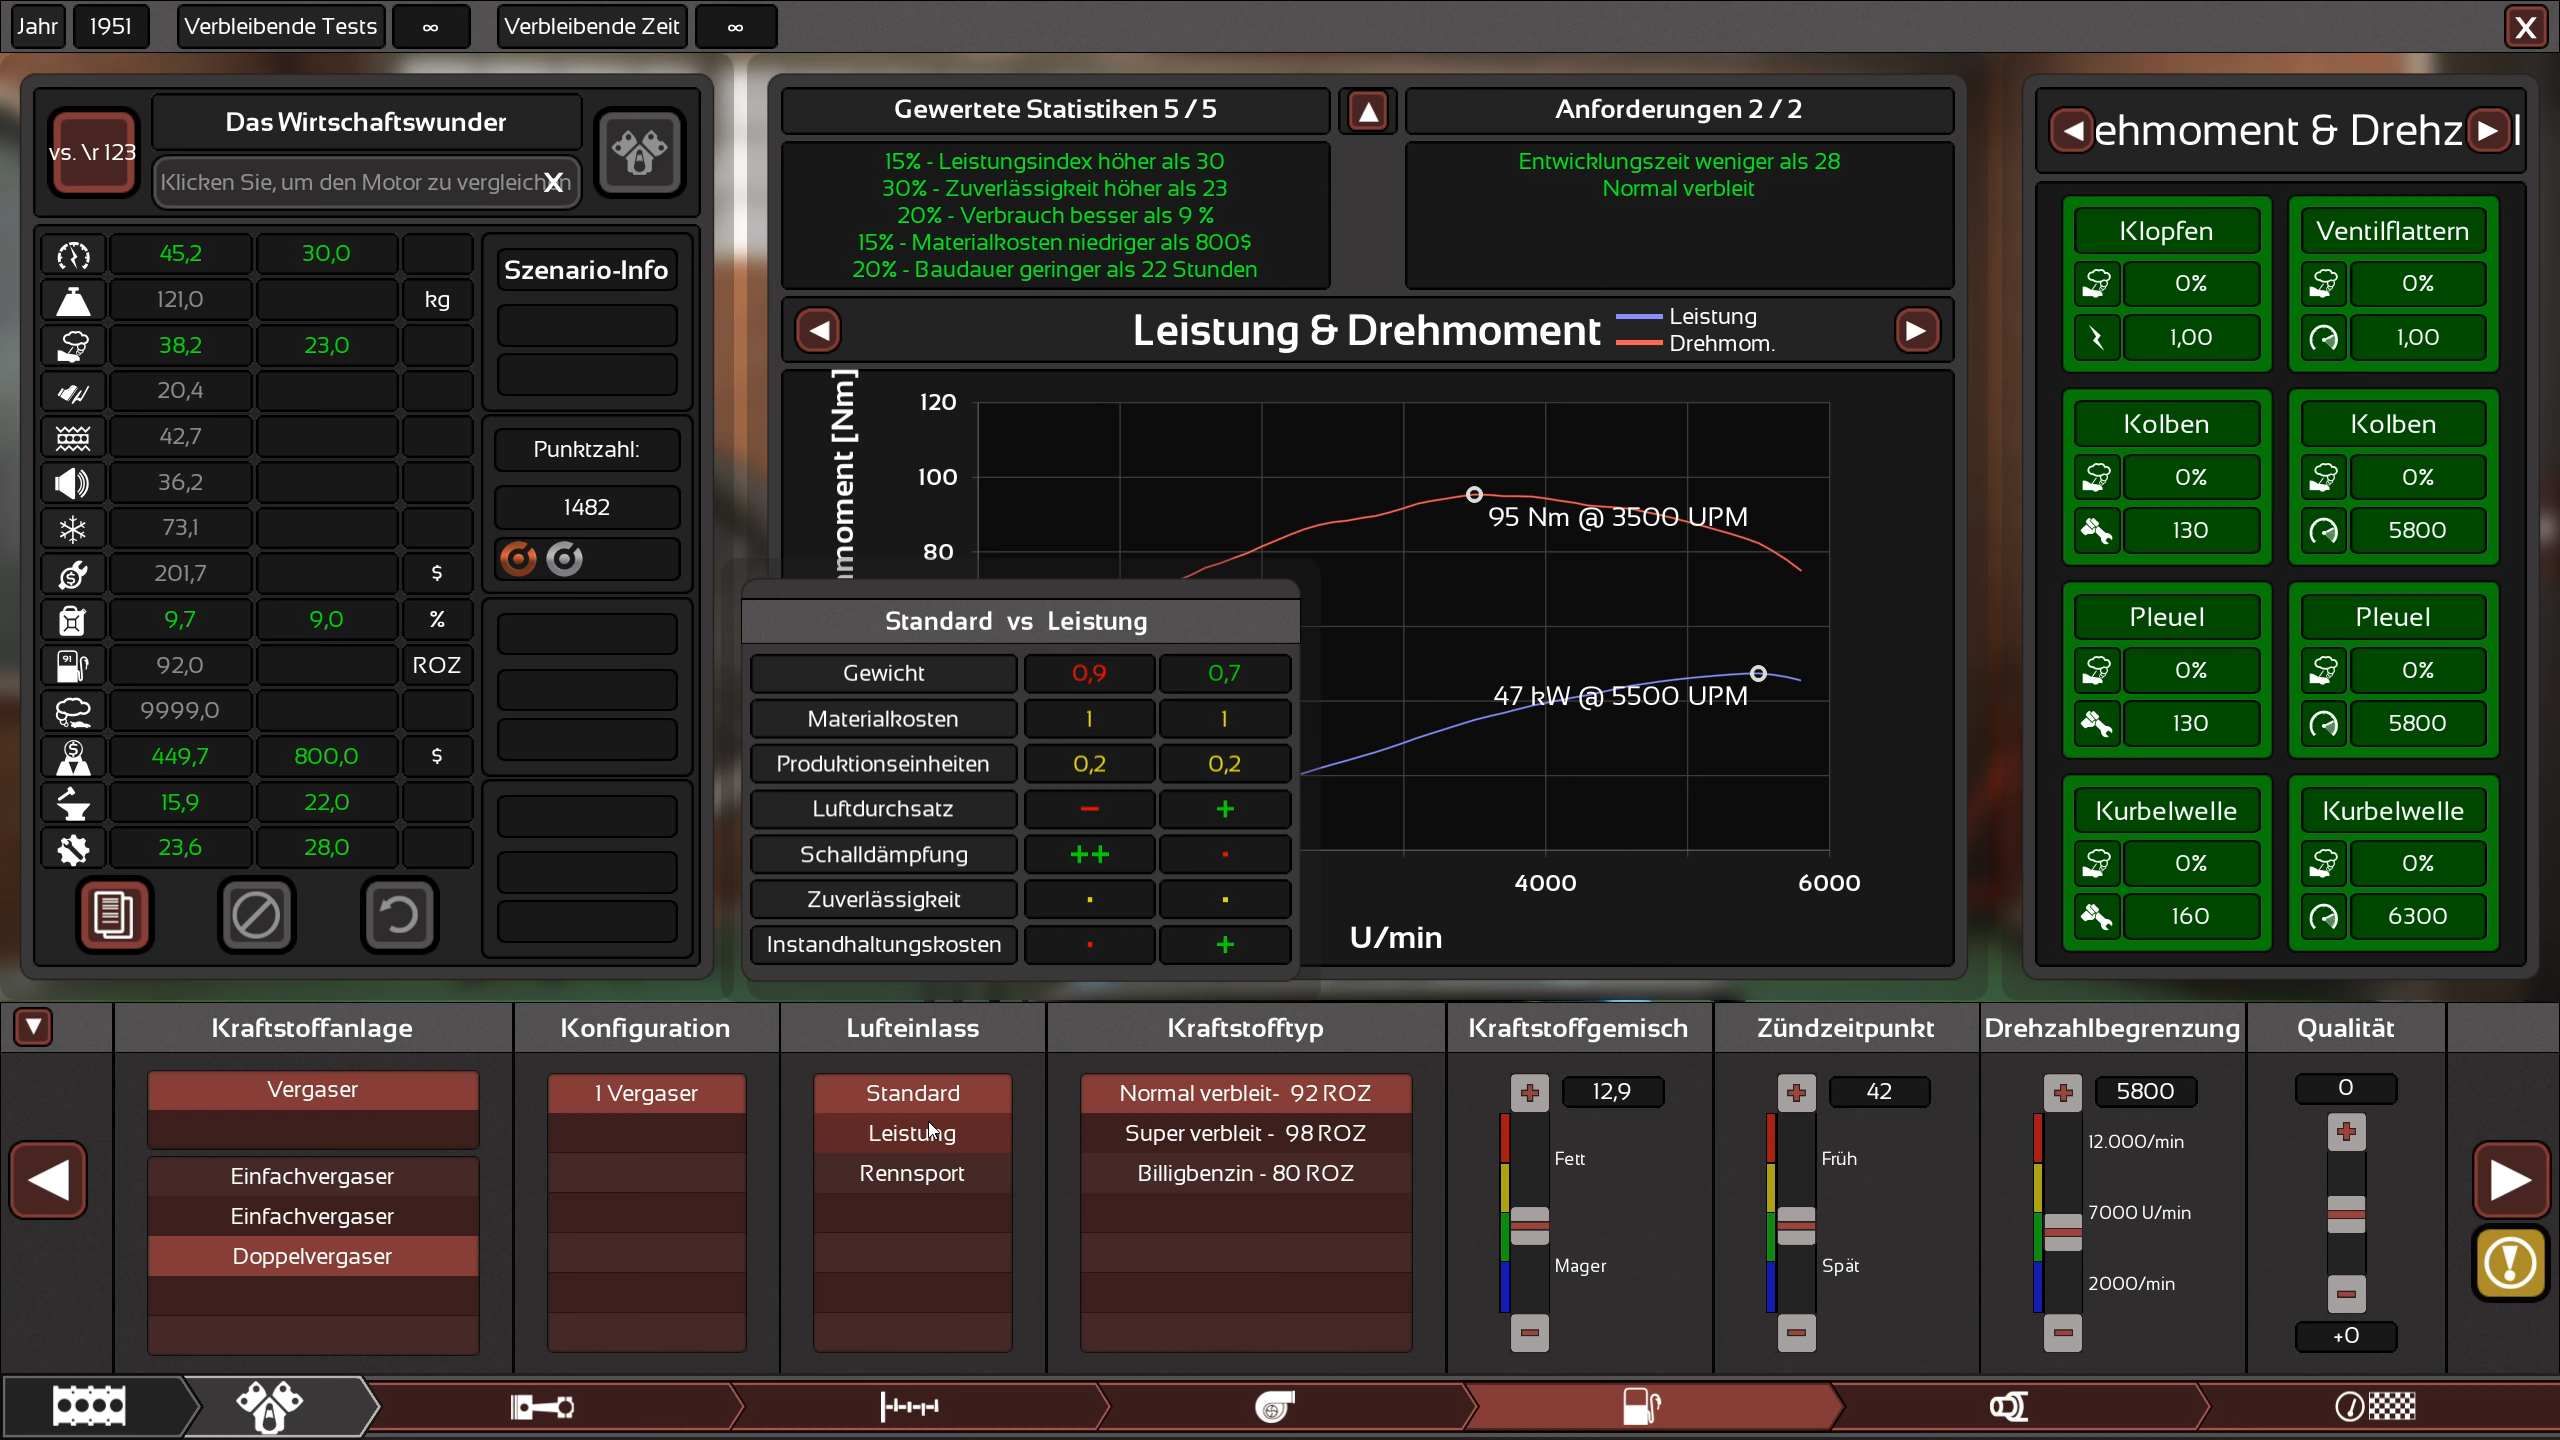 Jahr 1951 Verbleibende Tests ∞ Verbleibende Zeit ∞ X
vs. \r 123
Das Wirtschaftswunder
Klicken Sie, um den Motor zu vergleichen X
45,2 30,0
121,0 kg
38,2 23,0
20,4
42,7
36,2
73,1
201,7 $
9,7 9,0 %
92,0 ROZ
9999,0
449,7 800,0 $
15,9 22,0
23,6 28,0
Szenario-Info
Punktzahl:
1482
Gewertete Statistiken 5 / 5
15% - Leistungsindex höher als 30
30% - Zuverlässigkeit höher als 23
20% - Verbrauch besser als 9 %
15% - Materialkosten niedriger als 800$
20% - Baudauer geringer als 22 Stunden
Anforderungen 2 / 2
Entwicklungszeit weniger als 28
Normal verbleit
Leistung & Drehmoment
Leistung
Drehmom.
moment [Nm]
120
100
80
95 Nm @ 3500 UPM
47 kW @ 5500 UPM
4000 6000
U/min
Standard vs Leistung
Gewicht 0,9 0,7
Materialkosten 1 1
Produktionseinheiten 0,2 0,2
Luftdurchsatz − +
Schalldämpfung ++ ·
Zuverlässigkeit · ·
Instandhaltungskosten · +
ehmoment & Drehz l
Klopfen
0%
1,00
Ventilflattern
0%
1,00
Kolben
0%
130
Kolben
0%
5800
Pleuel
0%
130
Pleuel
0%
5800
Kurbelwelle
0%
160
Kurbelwelle
0%
6300
Kraftstoffanlage
Vergaser
Einfachvergaser
Einfachvergaser
Doppelvergaser
Konfiguration
1 Vergaser
Lufteinlass
Standard
Leistung
Rennsport
Kraftstofftyp
Normal verbleit- 92 ROZ
Super verbleit - 98 ROZ
Billigbenzin - 80 ROZ
Kraftstoffgemisch
12,9
Fett
Mager
Zündzeitpunkt
42
Früh
Spät
Drehzahlbegrenzung
5800
12.000/min
7000 U/min
2000/min
Qualität
0
+0